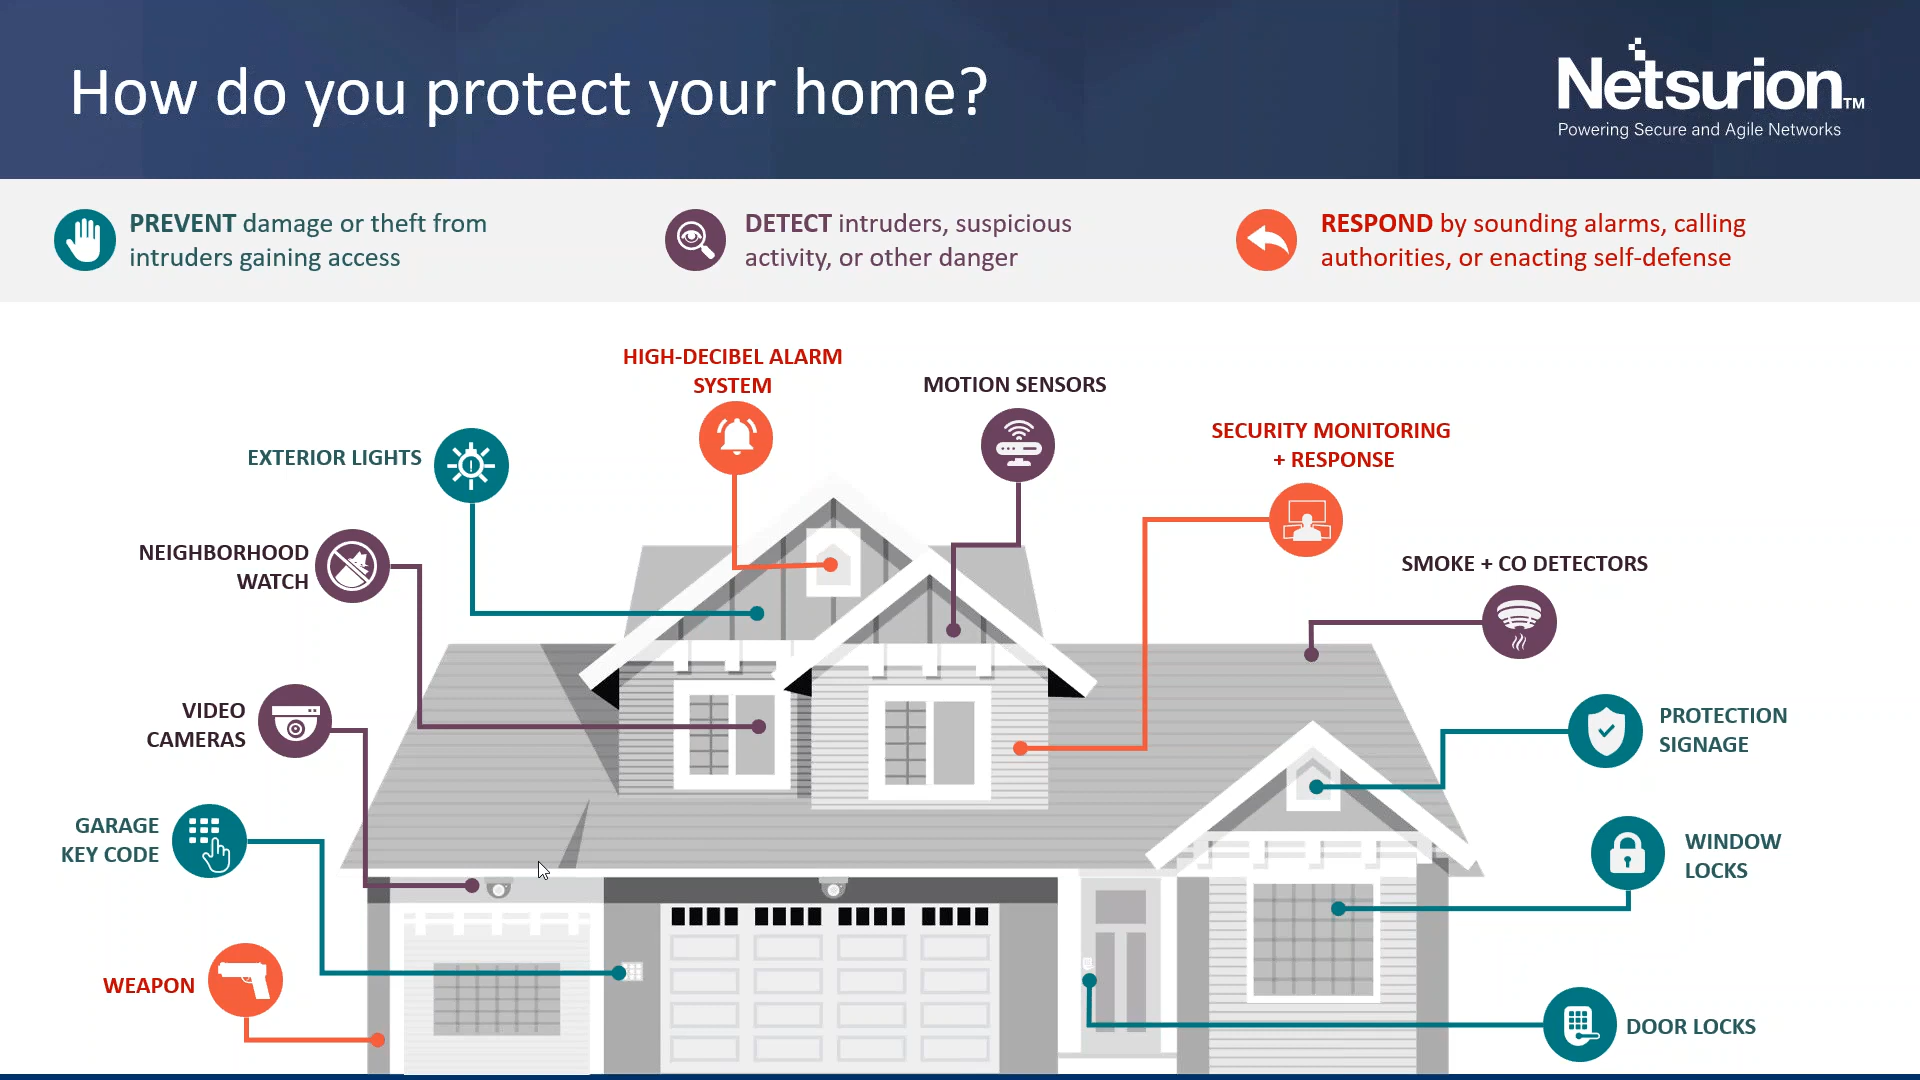 How do you protect your home?
Netsurion™
Powering Secure and Agile Networks
PREVENT damage or theft from
intruders gaining access
DETECT intruders, suspicious
activity, or other danger
RESPOND by sounding alarms, calling
authorities, or enacting self-defense
HIGH-DECIBEL ALARM
SYSTEM
MOTION SENSORS
SECURITY MONITORING
+ RESPONSE
EXTERIOR LIGHTS
NEIGHBORHOOD
WATCH
SMOKE + CO DETECTORS
VIDEO
CAMERAS
PROTECTION
SIGNAGE
GARAGE
KEY CODE
WINDOW
LOCKS
WEAPON
DOOR LOCKS